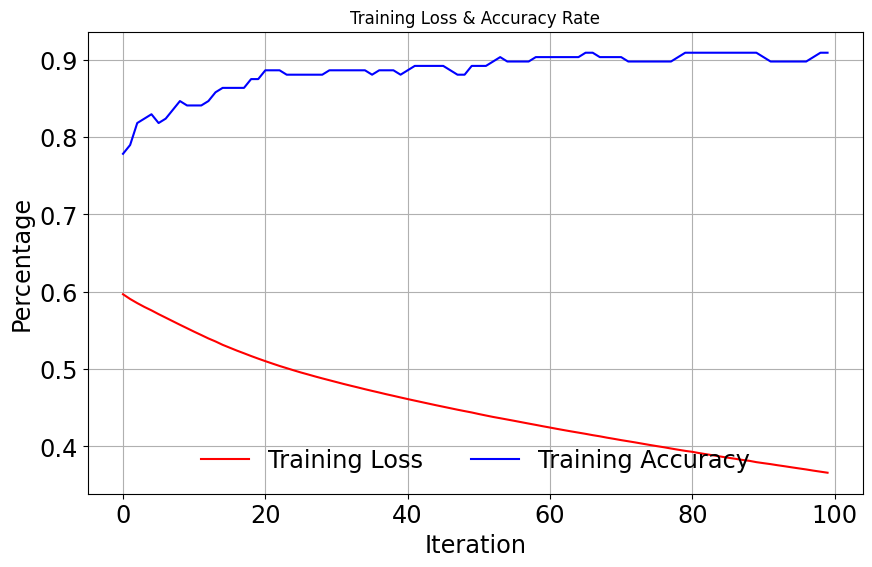 Training Loss & Accuracy Rate
0.9
0.8
0.7
0.6
0.5
0.4
Percentage
Training Loss Training Accuracy
0 20 40 60 80 100
Iteration